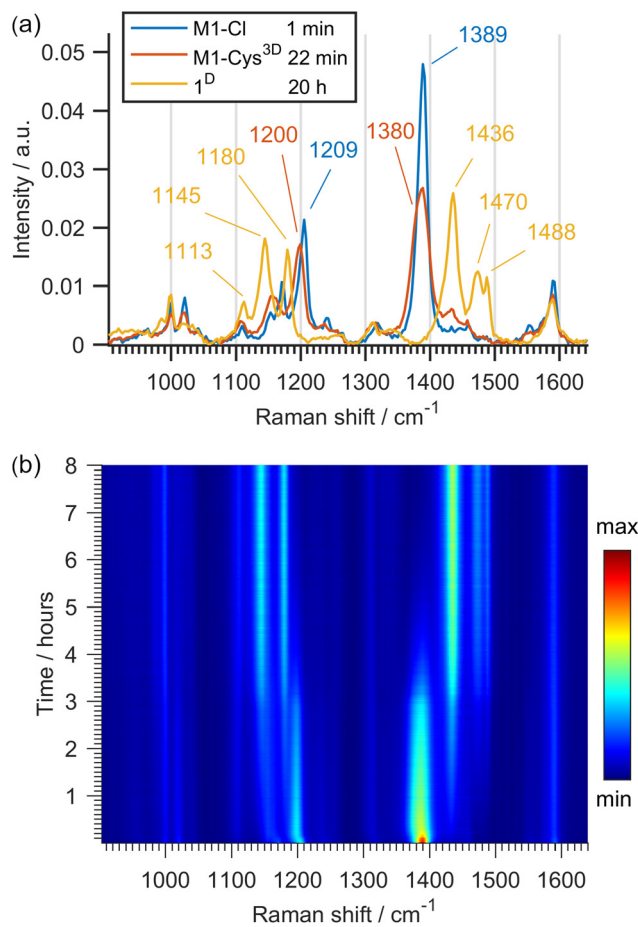 (a)
M1-Cl 1 min
M1-Cys3D 22 min
1D 20 h
0.05
0.04
0.03
0.02
0.01
0
Intensity / a.u.
1389
1200
1209
1380
1436
1180
1145
1113
1470
1488
1000 1100 1200 1300 1400 1500 1600
Raman shift / cm-1
(b)
8
7
6
5
4
3
2
1
Time / hours
max
min
1000 1100 1200 1300 1400 1500 1600
Raman shift / cm-1